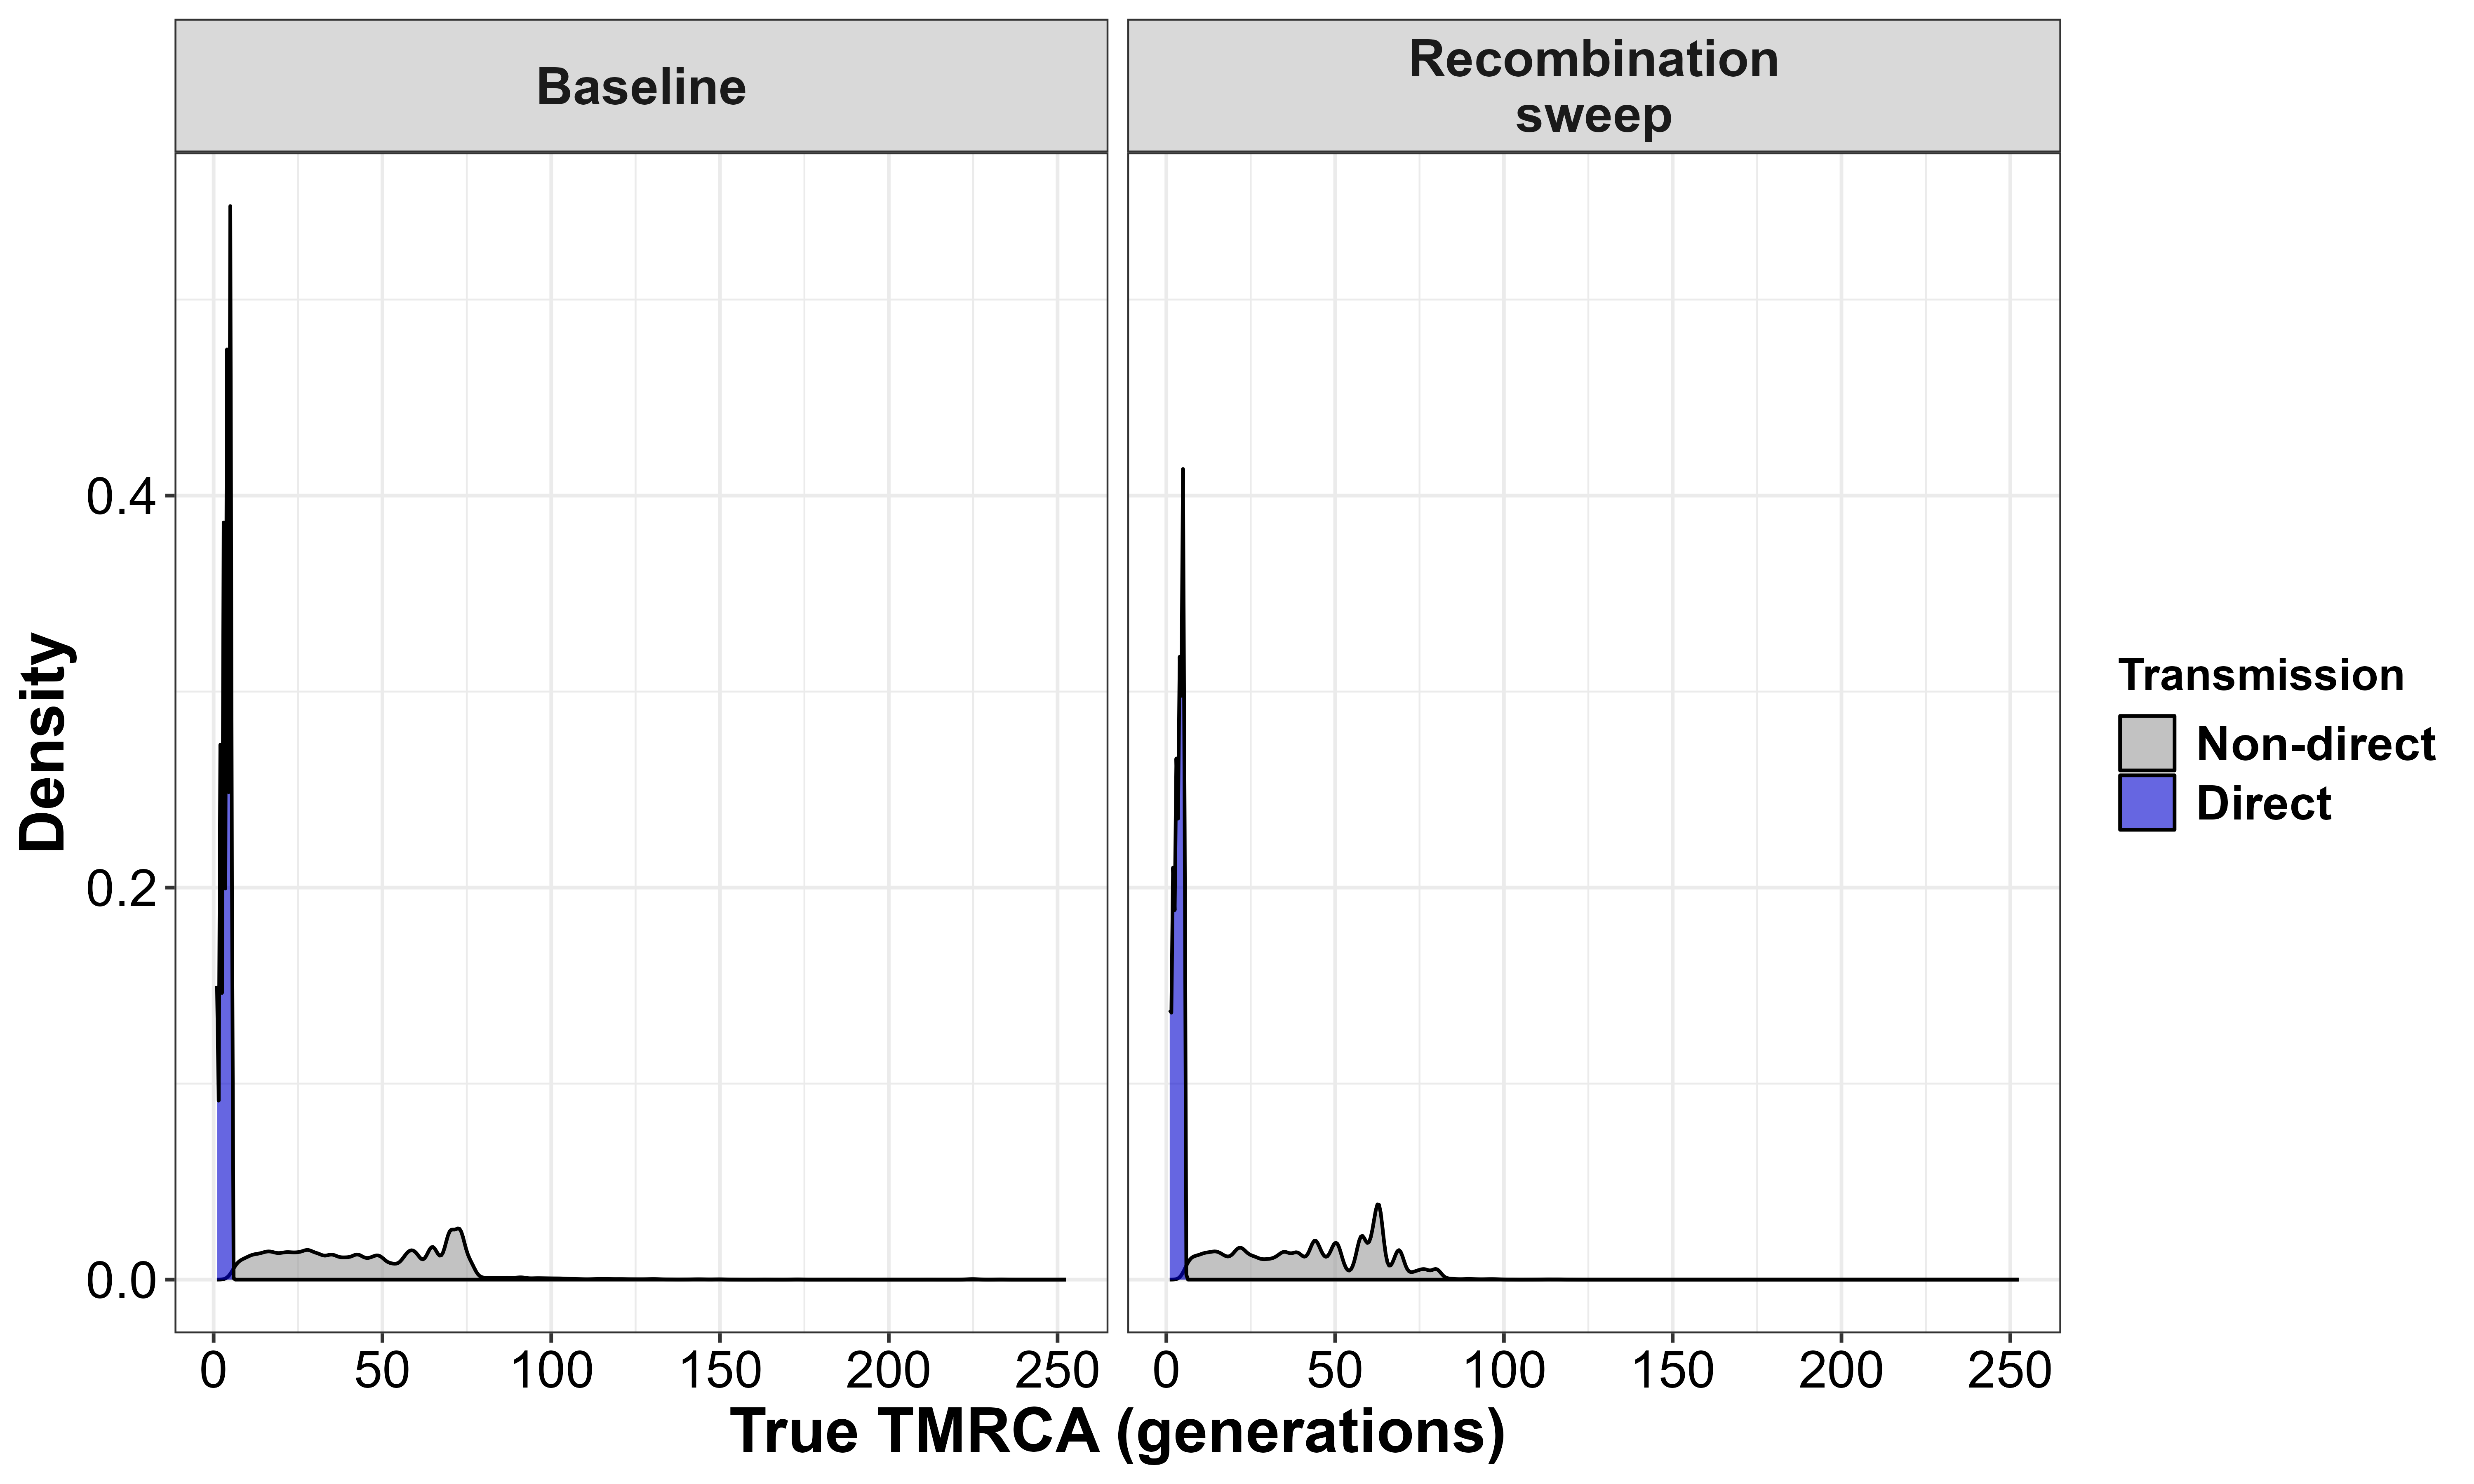 Baseline
Recombination
sweep
Density
0.4
0.2
0.0
0 50 100 150 200 250
0 50 100 150 200 250
True TMRCA (generations)
Transmission
Non-direct
Direct